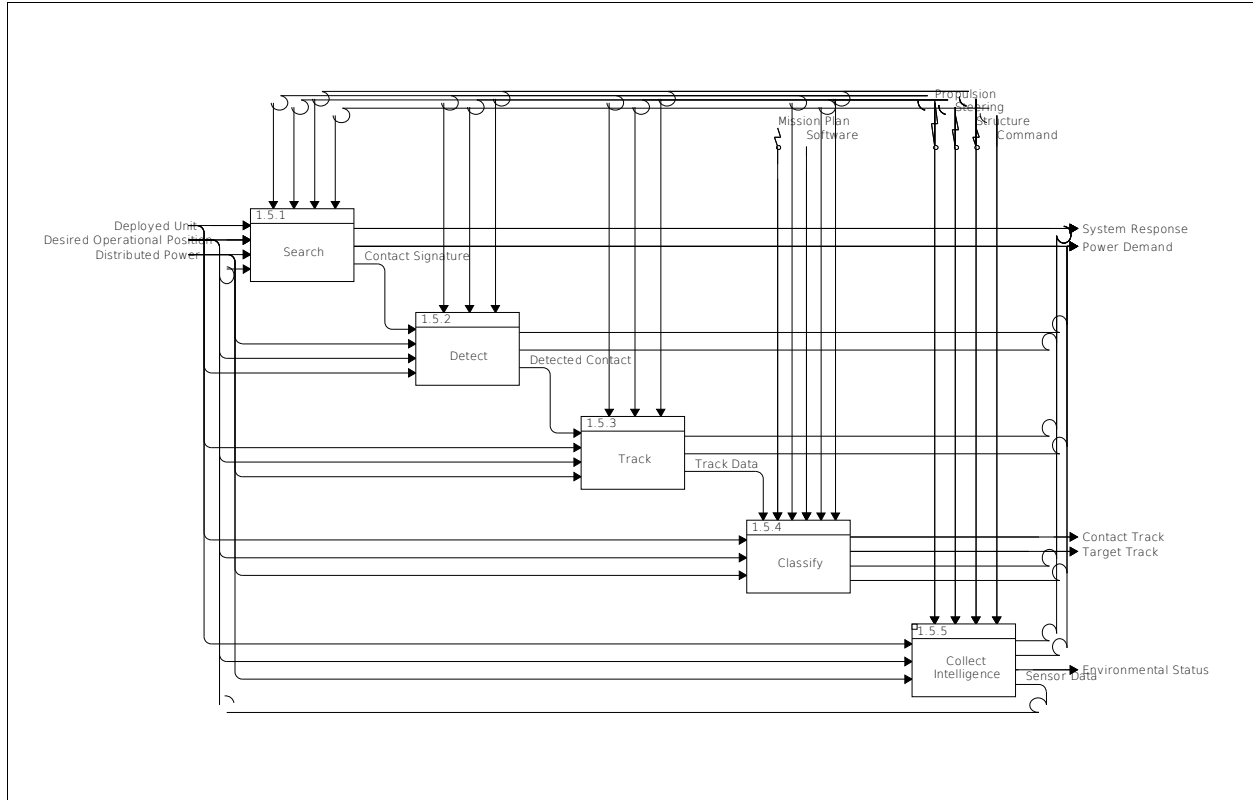 Propulsion
Steering
Mission Plan
Structure
Software
Command
1.5.1
Deployed Unit
System Response
Desired Operational Position
Power Demand
Search
Distributed Power
Contact Signature
1.5.2
Detect
Detected Contact
1.5.3
Track
Track Data
1.5.4
Contact Track
Target Track
Classify
1.5.5
Collect
Intelligence
Environmental Status
Sensor Data